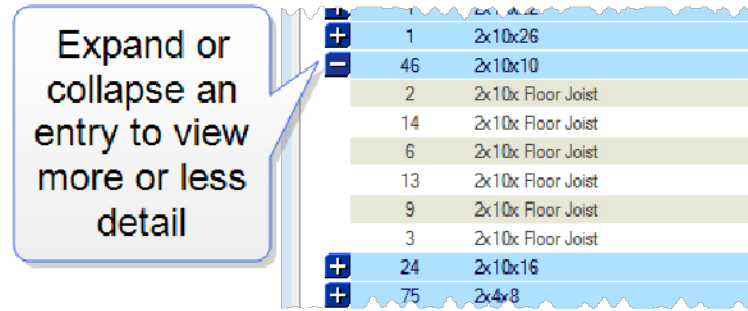 Expand or
collapse an
entry to view
more or less
detail
1 2x10x26
46 2x10x10
2 2x10x Floor Joist
14 2x10x Floor Joist
6 2x10x Floor Joist
13 2x10x Floor Joist
9 2x10x Floor Joist
3 2x10x Floor Joist
24 2x10x16
75 2x4x8